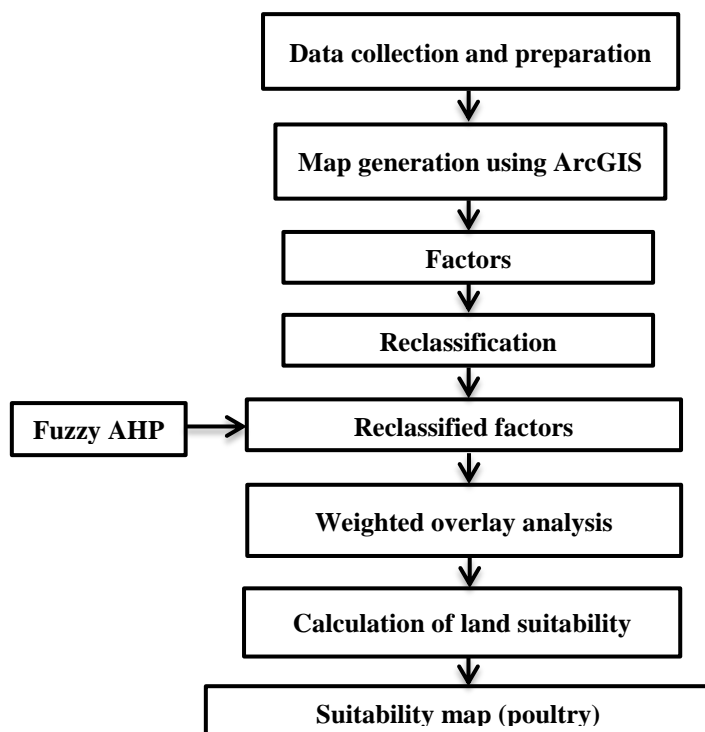 Data collection and preparation
Map generation using ArcGIS
Factors
Reclassification
Fuzzy AHP
Reclassified factors
Weighted overlay analysis
Calculation of land suitability
Suitability map (poultry)